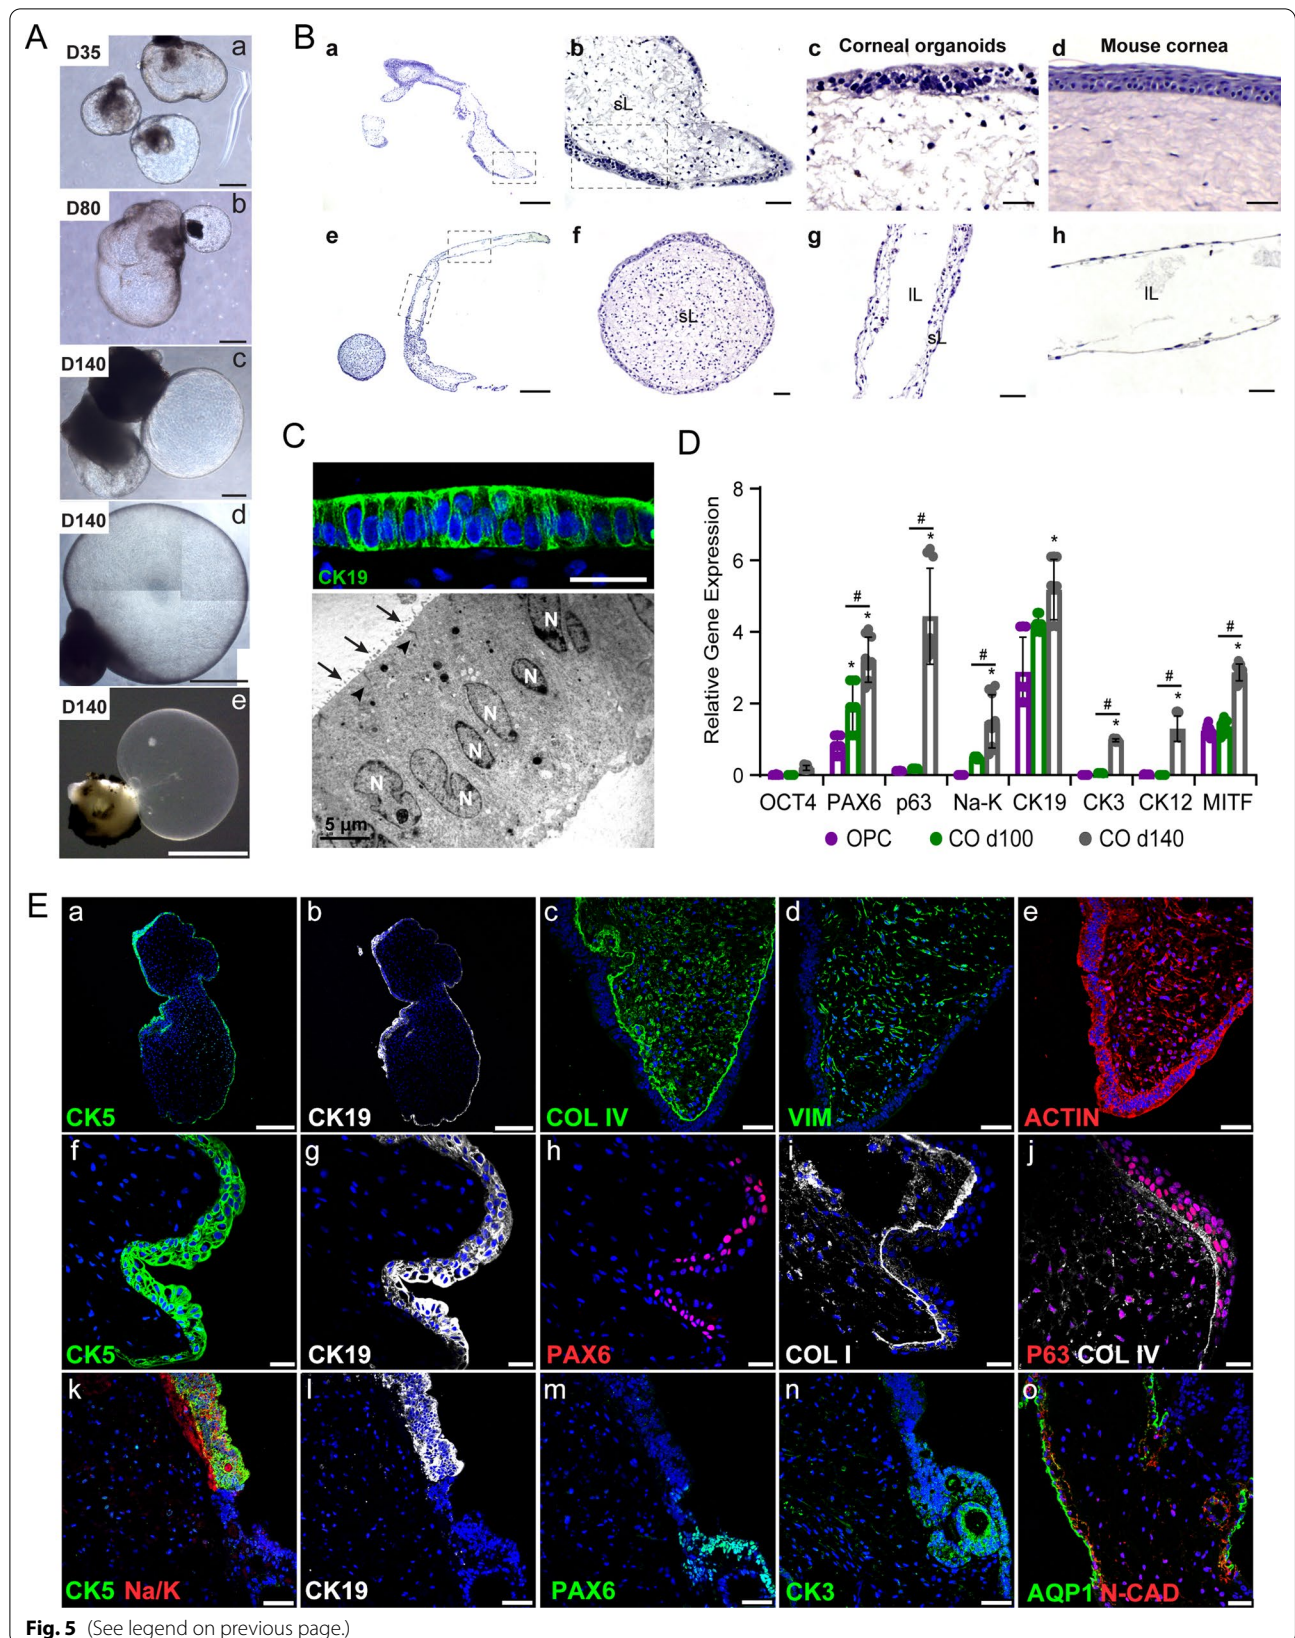 A
D35
a
D80
b
D140
c
D140
d
D140
e
B
a
b
sL
c
Corneal organoids
d
Mouse cornea
e
f
sL
g
IL
sL
h
IL
C
CK19
N
N
N
N
N
N
5 μm
D
Relative Gene Expression
8
6
4
2
0
#
*
*
#
*
#
*
*
#
*
#
*
#
OCT4 PAX6 p63 Na-K CK19 CK3 CK12 MITF
OPC CO d100 CO d140
E
a
CK5
b
CK19
c
COL IV
d
VIM
e
ACTIN
f
CK5
g
CK19
h
PAX6
i
COL I
j
P63 COL IV
k
CK5 Na/K
l
CK19
m
PAX6
n
CK3
o
AQP1 N-CAD
Fig. 5 (See legend on previous page.)